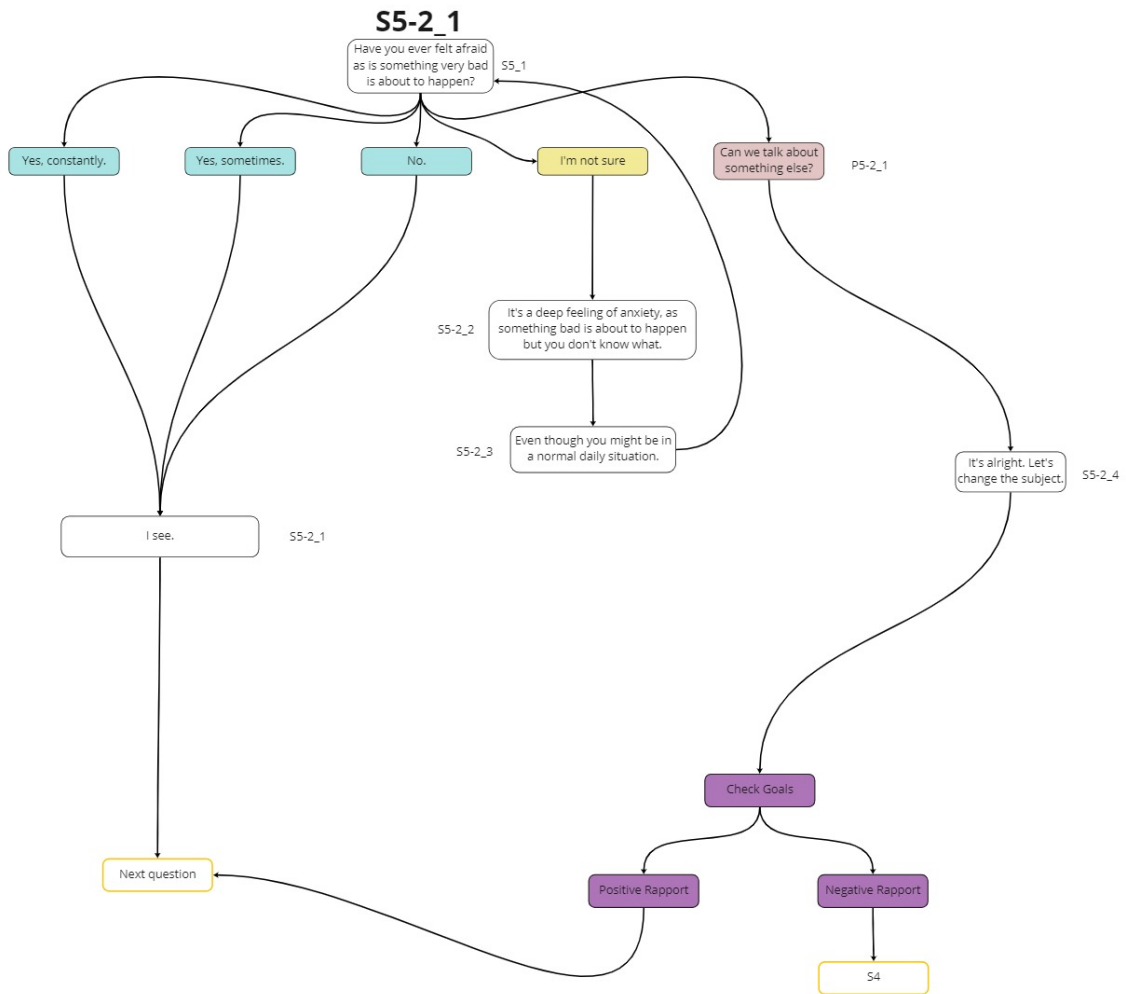 S5-2_1
Have you ever felt afraid
as is something very bad
is about to happen?
S5_1
Yes, constantly.
Yes, sometimes.
No.
I'm not sure
Can we talk about
something else?
P5-2_1
It's a deep feeling of anxiety, as
something bad is about to happen
but you don't know what.
S5-2_2
Even though you might be in
a normal daily situation.
S5-2_3
It's alright. Let's
change the subject.
S5-2_4
I see.
S5-2_1
Check Goals
Next question
Positive Rapport
Negative Rapport
S4